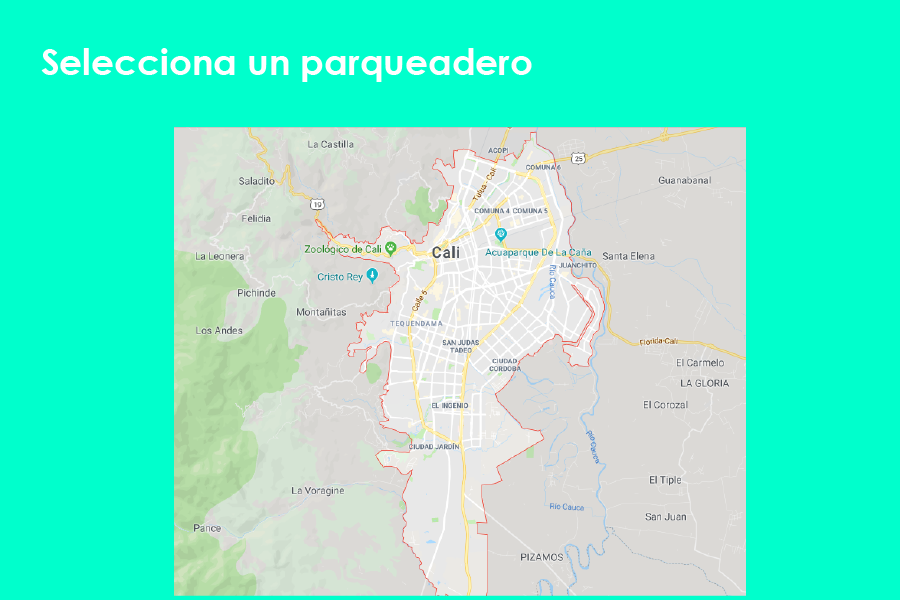 Selecciona un parqueadero
La Castilla
ACOPI
25
COMUNA 6
Saladito
Tulua - Cali
Guanabanal
19
Felidia
COMUNA 4 COMUNA 5
Zoológico de Cali
Cali
Acuaparque De La Caña
La Leonera
Santa Elena
JUANCHITO
Cristo Rey
Río Cauca
Pichinde
Calle 5
Montañitas
TEQUENDAMA
Los Andes
SAN JUDAS
TADEO
Florida-Cali
CIUDAD
CÓRDOBA
El Carmelo
LA GLORIA
EL INGENIO
El Corozal
CIUDAD JARDÍN
Río Cauca
El Tiple
La Voragine
Río Cauca
San Juan
Pance
PIZAMOS